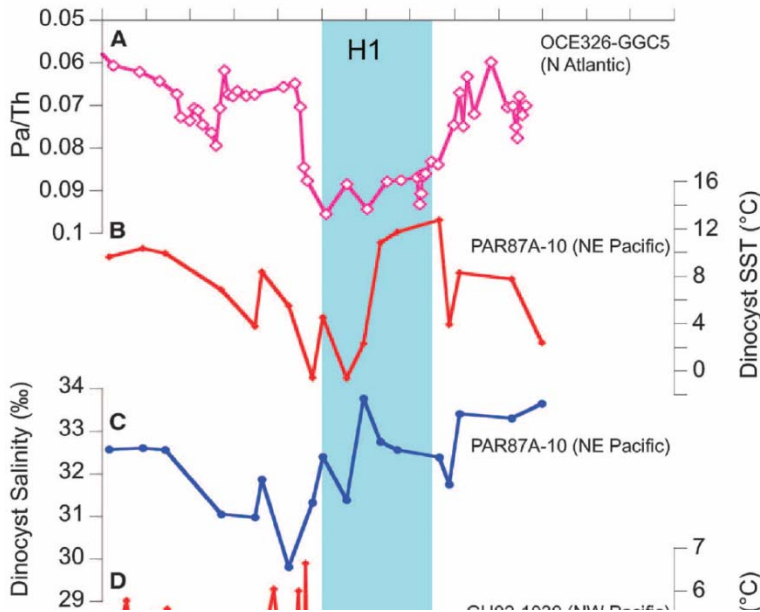 0.05
A
H1
OCE326-GGC5
(N Atlantic)
0.06
0.07
0.08
0.09
0.1
Pa/Th
B
PAR87A-10 (NE Pacific)
16
12
8
4
0
Dinocyst SST (°C)
34
33
32
31
30
29
Dinocyst Salinity (‰)
C
PAR87A-10 (NE Pacific)
D
7
6
(°C)
(NW Pacific)